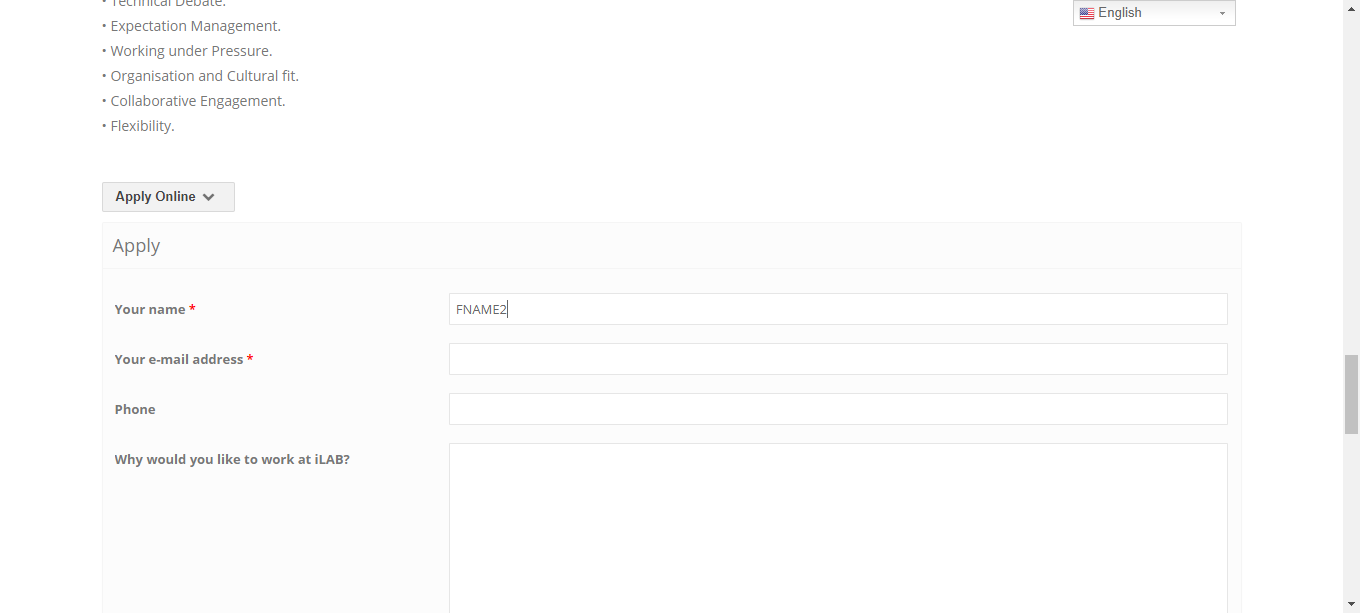 • Technical Debate.
• Expectation Management.
• Working under Pressure.
• Organisation and Cultural fit.
• Collaborative Engagement.
• Flexibility.
English
Apply Online
Apply
Your name *
FNAME2
Your e-mail address *
Phone
Why would you like to work at iLAB?